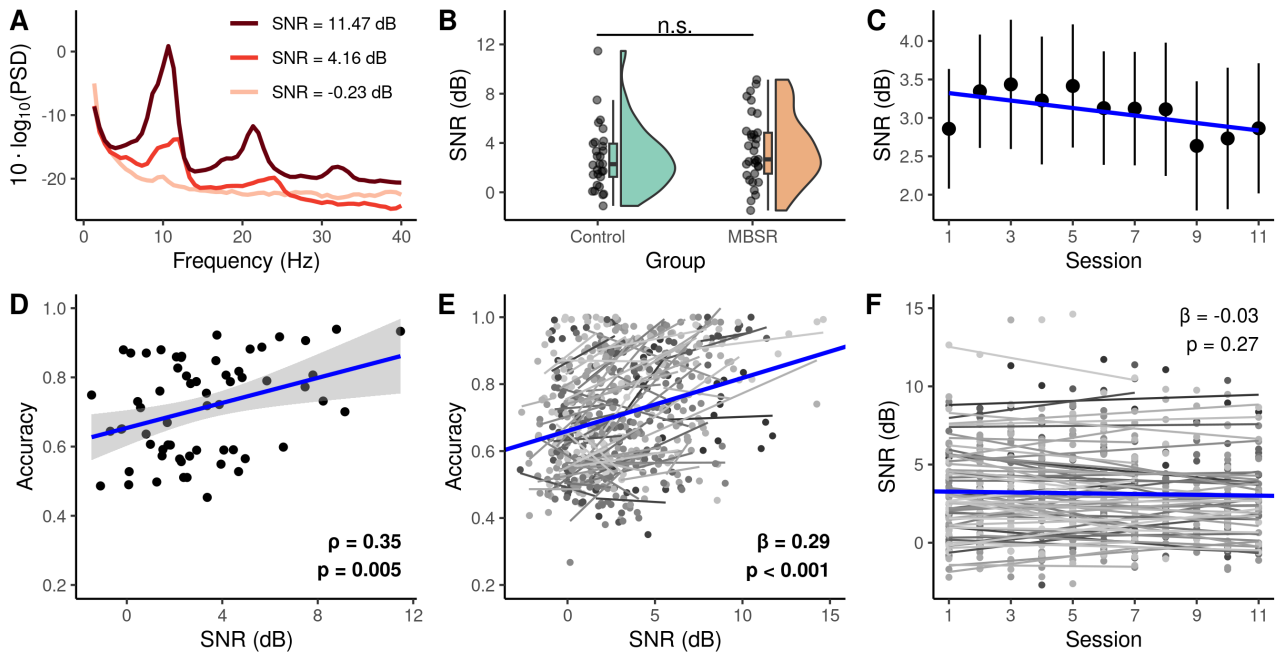 A
SNR = 11.47 dB
SNR = 4.16 dB
SNR = -0.23 dB
0
-10
-20
10 · log10(PSD)
0 10 20 30 40
Frequency (Hz)
B
n.s.
12
8
4
0
SNR (dB)
Control MBSR
Group
C
4.0
3.5
3.0
2.5
2.0
SNR (dB)
1 3 5 7 9 11
Session
D
1.0
0.8
0.6
0.4
0.2
Accuracy
ρ = 0.35
p = 0.005
0 4 8 12
SNR (dB)
E
1.0
0.8
0.6
0.4
0.2
Accuracy
β = 0.29
p < 0.001
0 5 10 15
SNR (dB)
F
15
10
5
0
SNR (dB)
β = -0.03
p = 0.27
1 3 5 7 9 11
Session